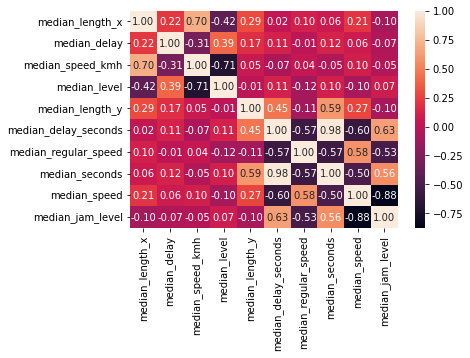 median_length_x 1.00 0.22 0.70 -0.42 0.29 0.02 0.10 0.06 0.21 -0.10
median_delay 0.22 1.00 -0.31 0.39 0.17 0.11 -0.01 0.12 0.06 -0.07
median_speed_kmh 0.70 -0.31 1.00 -0.71 0.05 -0.07 0.04 -0.05 0.10 -0.05
median_level -0.42 0.39 -0.71 1.00 -0.01 0.11 -0.12 0.10 -0.10 0.07
median_length_y 0.29 0.17 0.05 -0.01 1.00 0.45 -0.11 0.59 0.27 -0.10
median_delay_seconds 0.02 0.11 -0.07 0.11 0.45 1.00 -0.57 0.98 -0.60 0.63
median_regular_speed 0.10 -0.01 0.04 -0.12 -0.11 -0.57 1.00 -0.57 0.58 -0.53
median_seconds 0.06 0.12 -0.05 0.10 0.59 0.98 -0.57 1.00 -0.50 0.56
median_speed 0.21 0.06 0.10 -0.10 0.27 -0.60 0.58 -0.50 1.00 -0.88
median_jam_level -0.10 -0.07 -0.05 0.07 -0.10 0.63 -0.53 0.56 -0.88 1.00
median_length_x
median_delay
median_speed_kmh
median_level
median_length_y
median_delay_seconds
median_regular_speed
median_seconds
median_speed
median_jam_level
1.00
0.75
0.50
0.25
0.00
-0.25
-0.50
-0.75